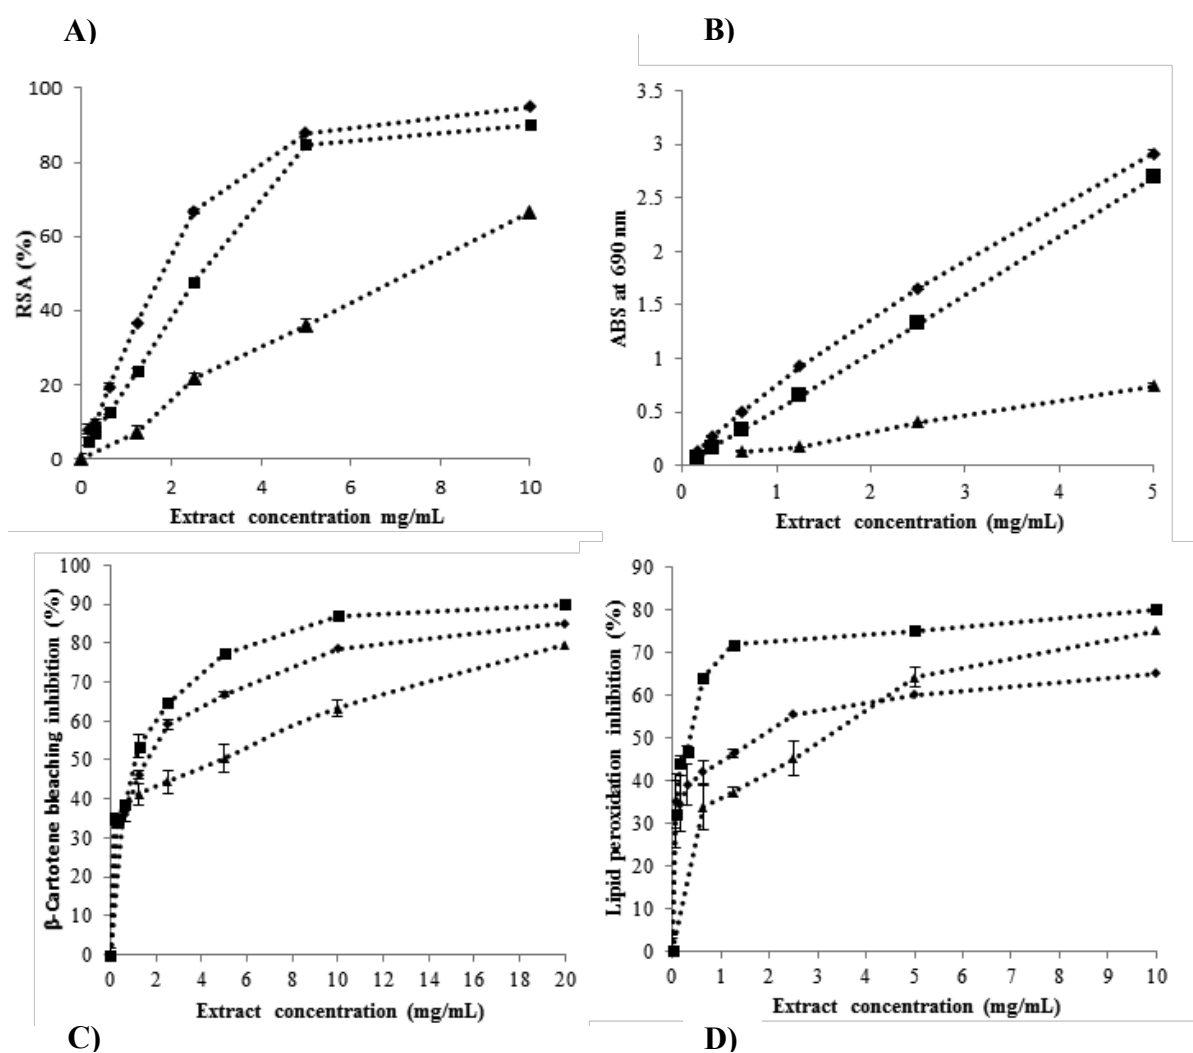 A)
B)
100
80
60
40
20
0
RSA (%)
0 2 4 6 8 10
Extract concentration mg/mL
3.5
3
2.5
2
1.5
1
0.5
0
ABS at 690 nm
0 1 2 3 4 5
Extract concentration (mg/mL)
100
90
80
70
60
50
40
30
20
10
0
β-Cartotene bleaching inhibition (%)
0 2 4 6 8 10 12 14 16 18 20
Extract concentration (mg/mL)
90
80
70
60
50
40
30
20
10
0
Lipid peroxidation inhibition (%)
0 1 2 3 4 5 6 7 8 9 10
Extract concentration (mg/mL)
C)
D)